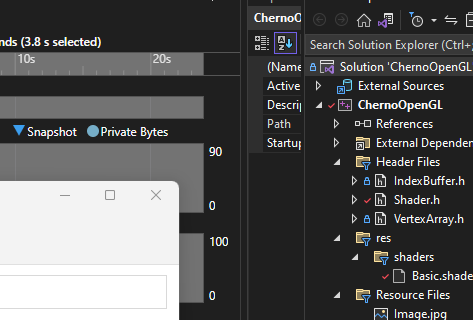 nds (3.8 s selected)
10s
20s
Snapshot
Private Bytes
90
0
100
0
ChernoO
(Name
Active
Descrip
Path
Startup
Search Solution Explorer (Ctrl+
Solution 'ChernoOpenGL
External Sources
ChernoOpenGL
References
External Dependen
Header Files
IndexBuffer.h
Shader.h
VertexArray.h
res
shaders
Basic.shade
Resource Files
Image.jpg